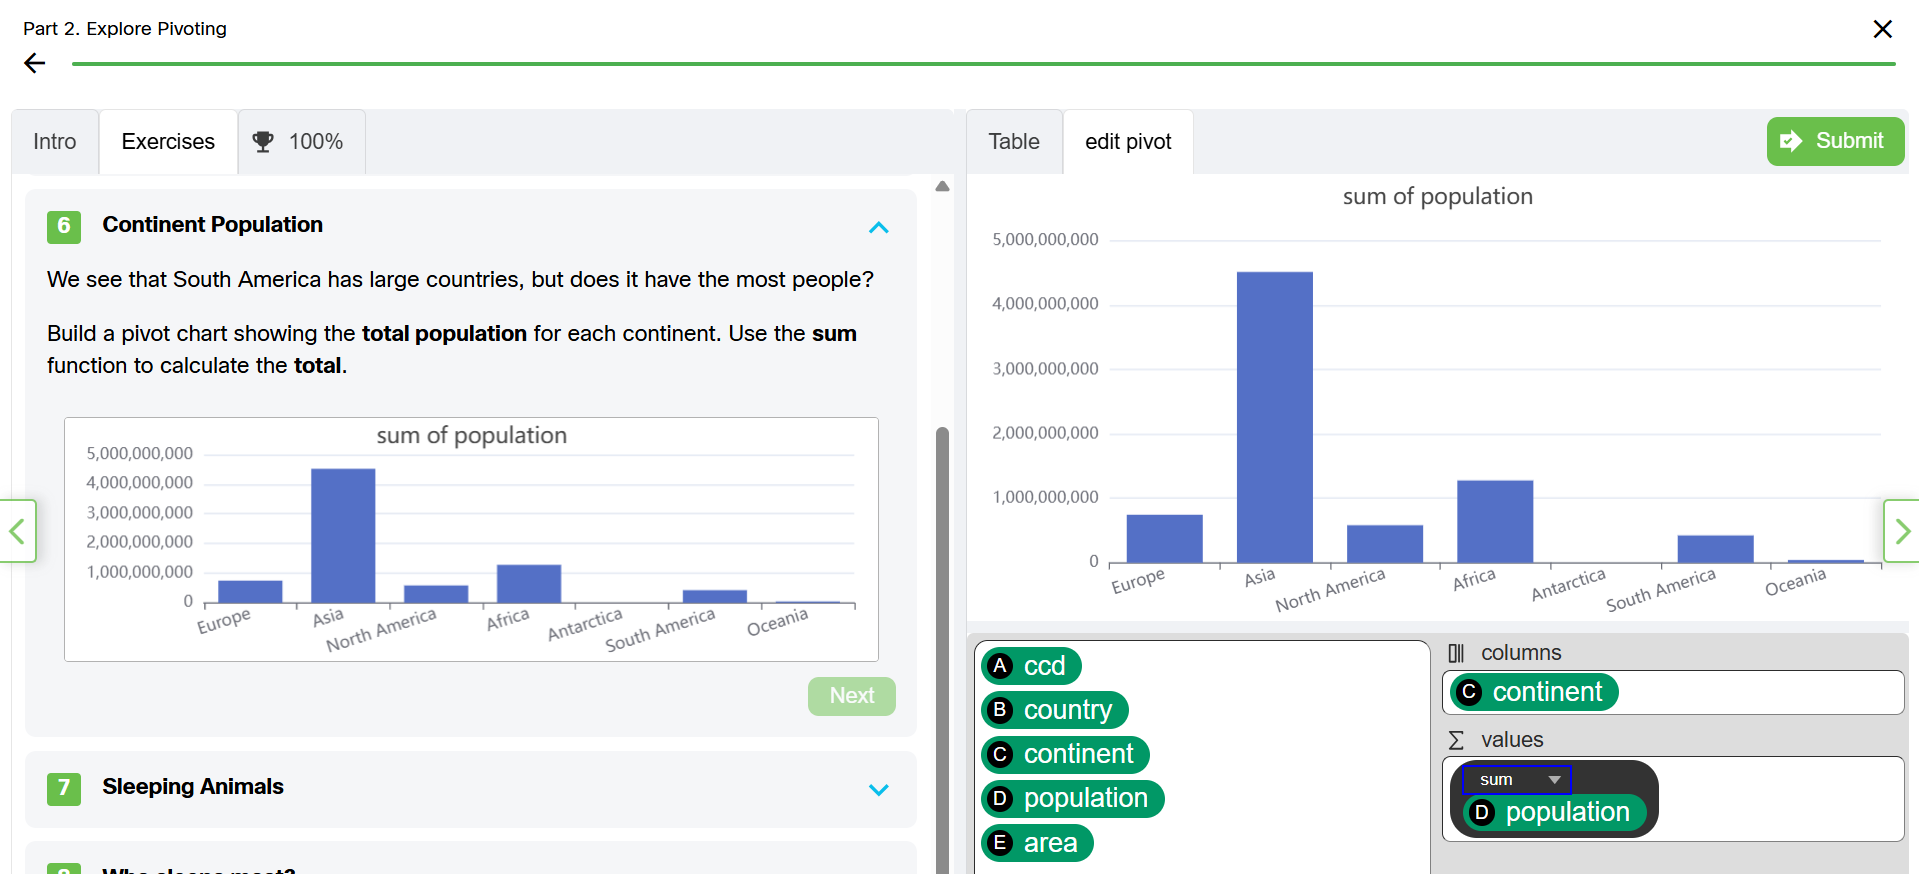 Part 2. Explore Pivoting
Intro
Exercises
100%
Table
edit pivot
Submit
6
Continent Population
We see that South America has large countries, but does it have the most people?
Build a pivot chart showing the total population for each continent. Use the sum
function to calculate the total.
sum of population
5,000,000,000
4,000,000,000
3,000,000,000
2,000,000,000
1,000,000,000
0
Europe
Asia
North America
Africa
Antarctica
South America
Oceania
Next
7
Sleeping Animals
sum of population
5,000,000,000
4,000,000,000
3,000,000,000
2,000,000,000
1,000,000,000
0
Europe
Asia
North America
Africa
Antarctica
South America
Oceania
A ccd
B country
C continent
D population
E area
columns
C continent
Σ values
sum
D population